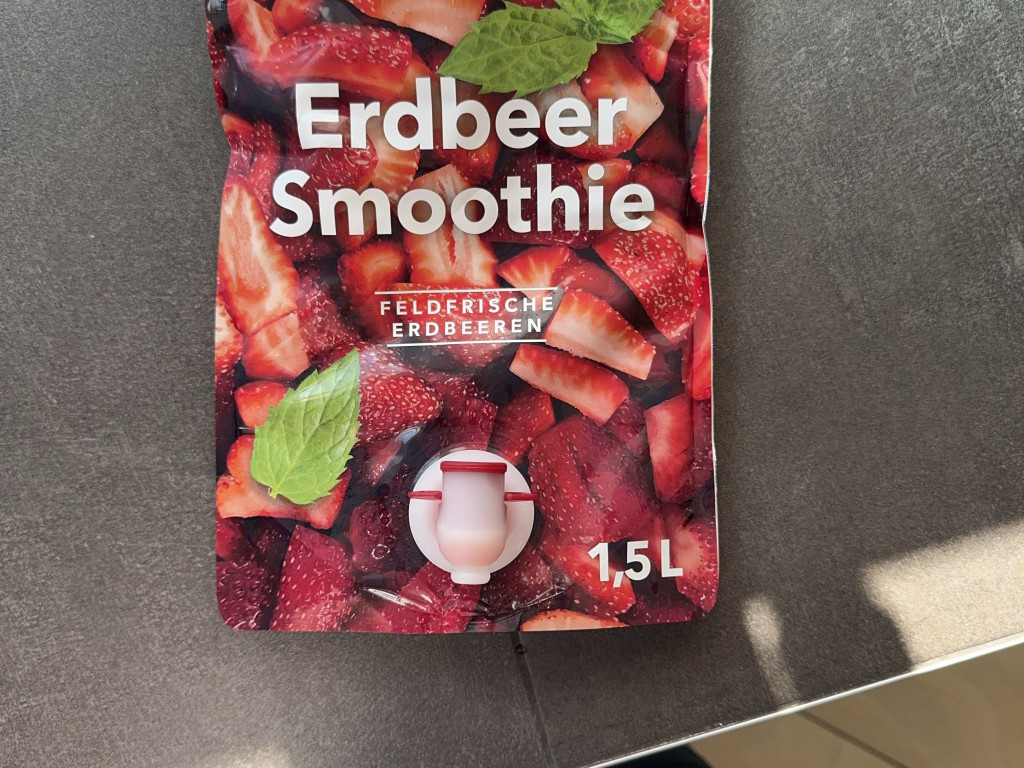 Erdbeer
Smoothie
FELDFRISCHE
ERDBEEREN
1,5 L